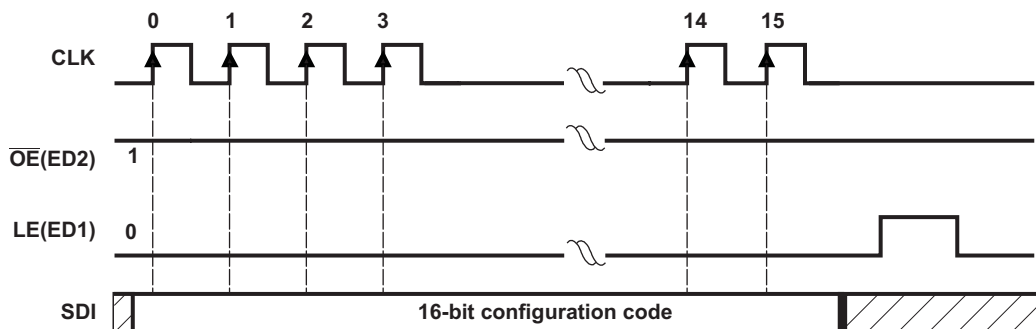 0 1 2 3 14 15
CLK
OE(ED2) 1
LE(ED1) 0
SDI 16-bit configuration code